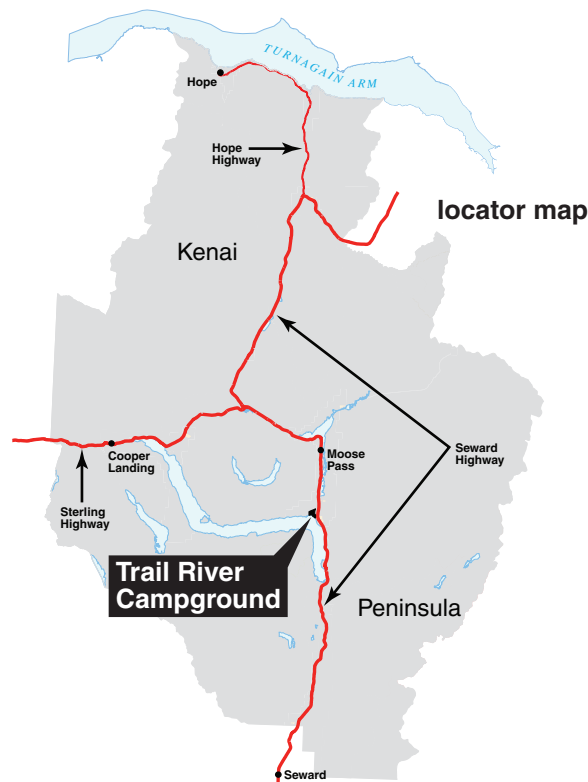 TURNAGAIN ARM
Hope
Hope
Highway
locator map
Kenai
Seward
Highway
Cooper
Landing
Moose
Pass
Sterling
Highway
Trail River
Campground
Peninsula
Seward